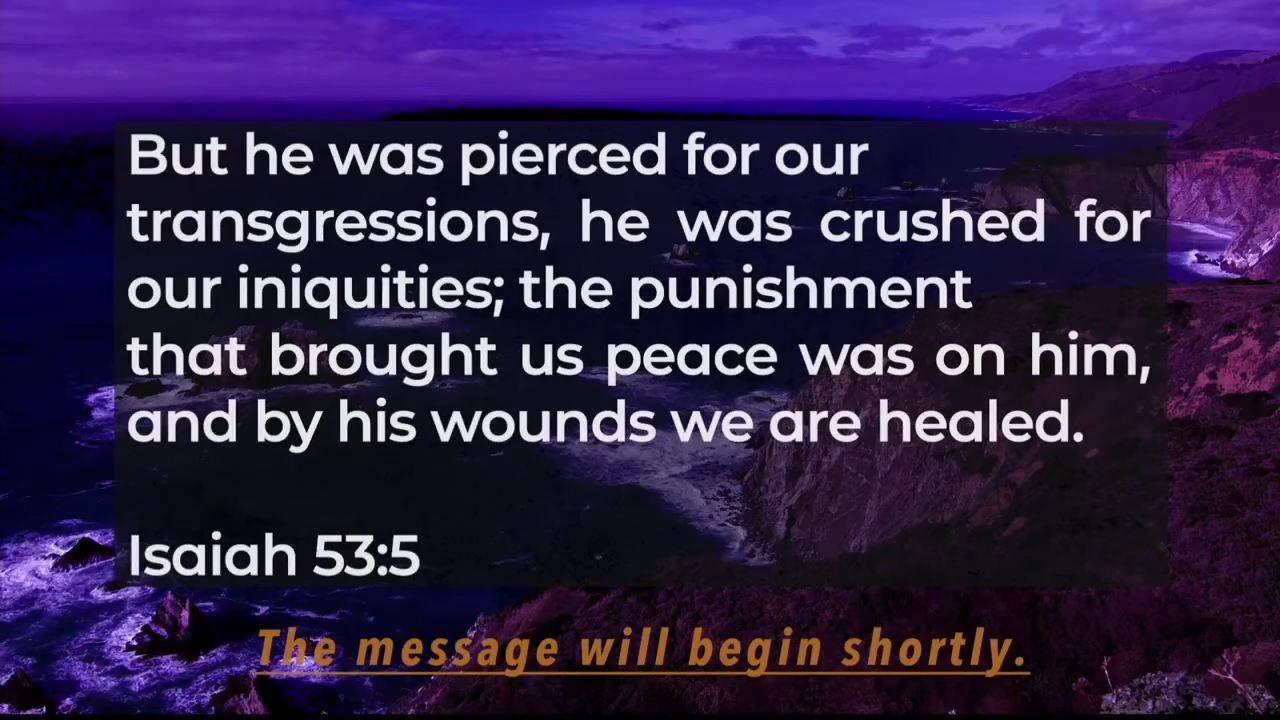 But he was pierced for our
transgressions, he was crushed for
our iniquities; the punishment
that brought us peace was on him,
and by his wounds we are healed.
Isaiah 53:5
The message will begin shortly.